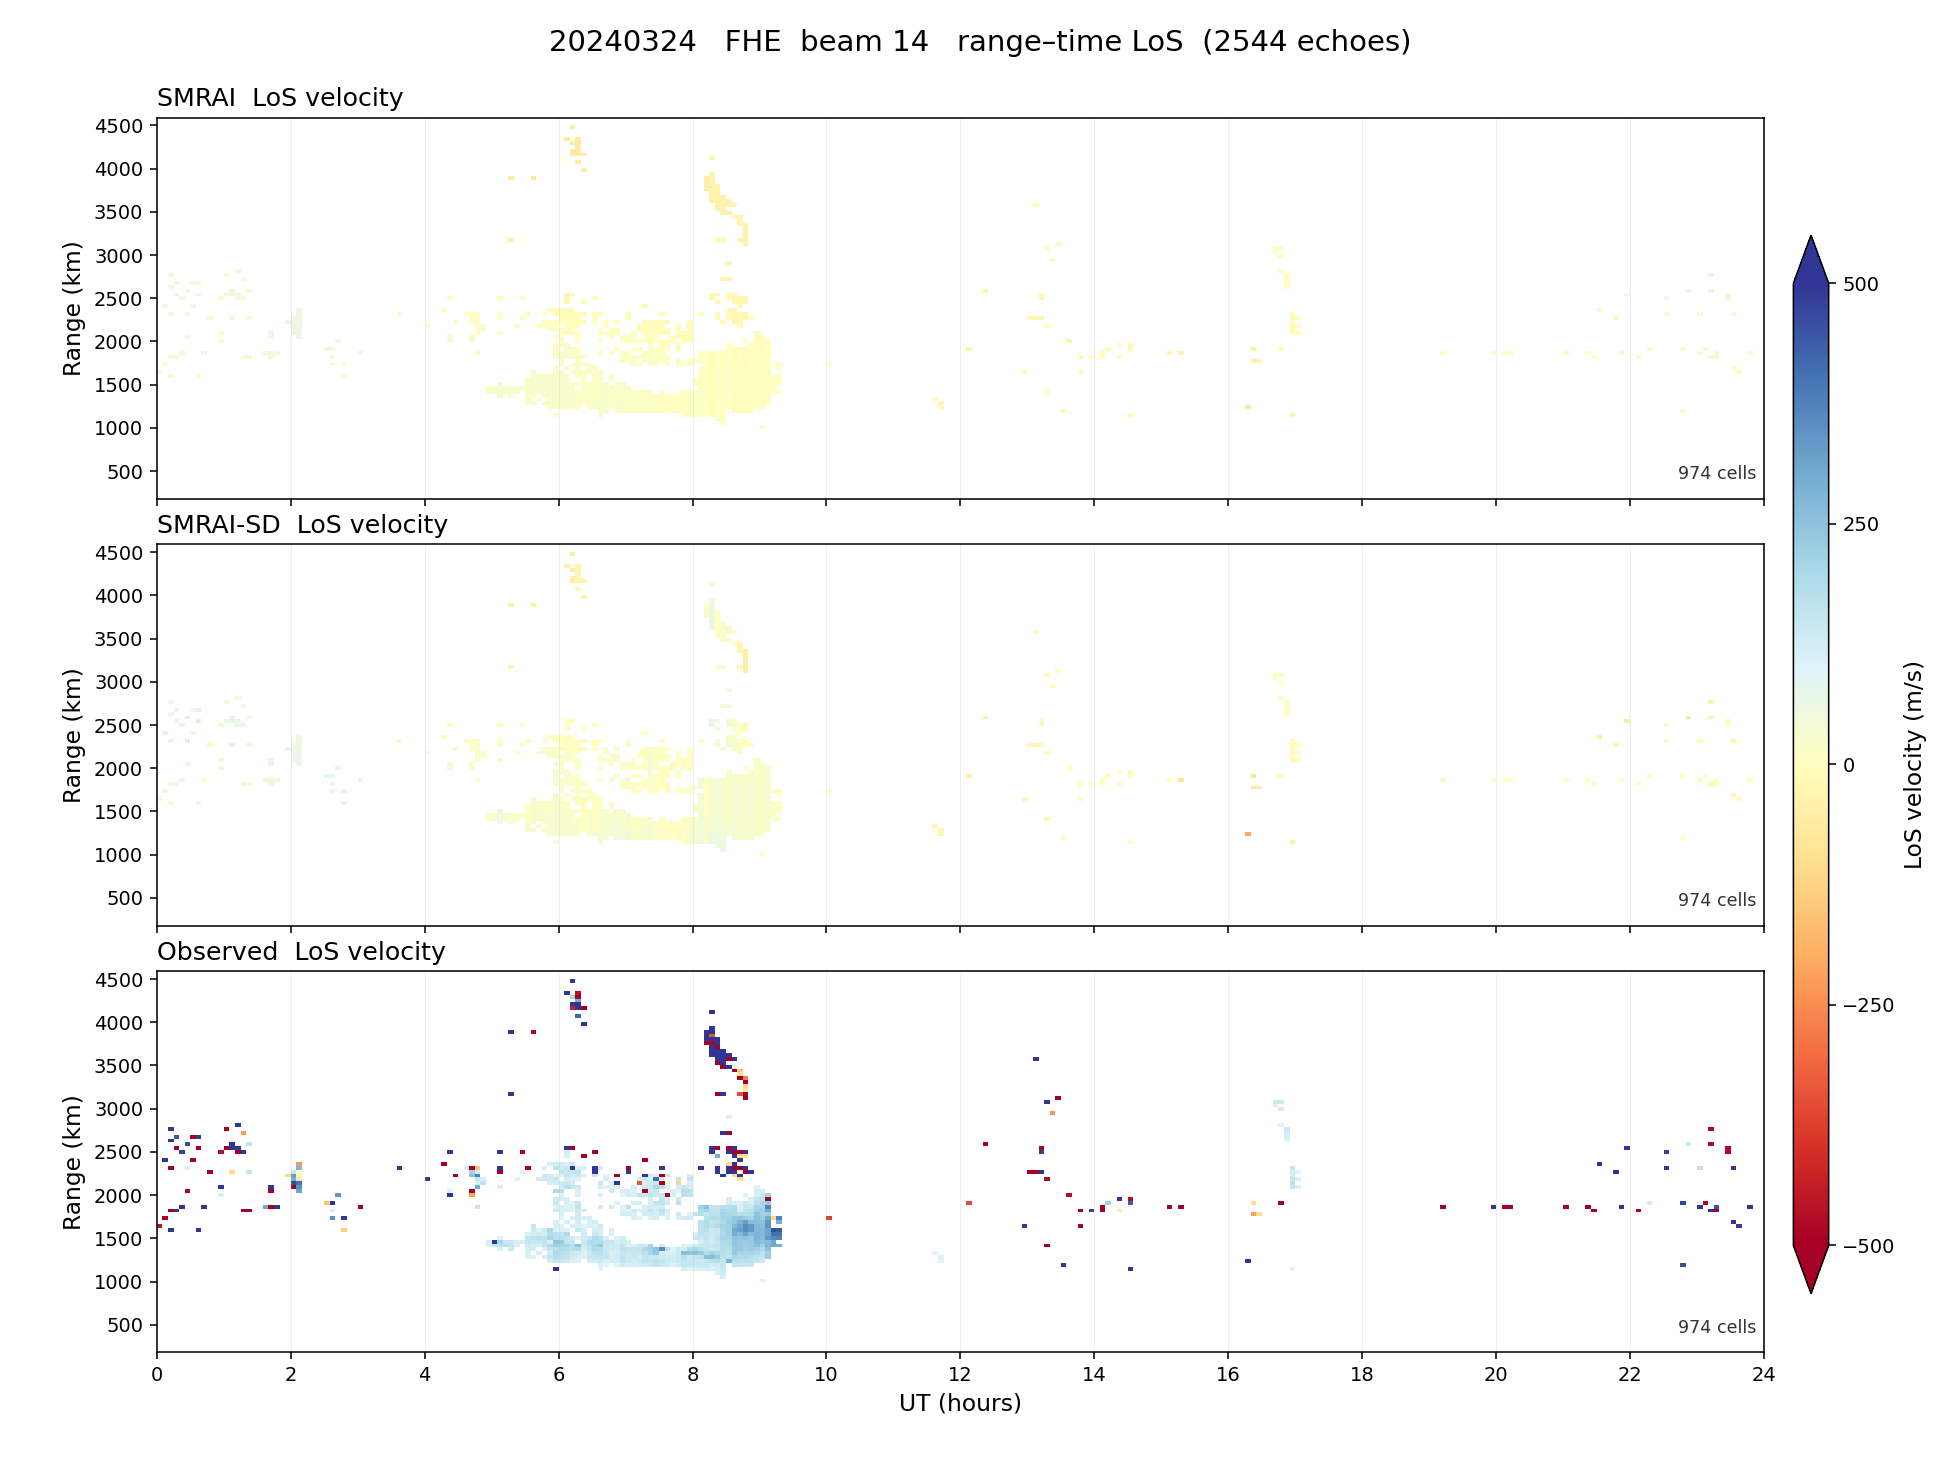 20240324   FHE  beam 14   range–time LoS  (2544 echoes)
SMRAI  LoS velocity
4500
4000
3500
3000
2500
2000
1500
1000
500
Range (km)
974 cells
SMRAI-SD  LoS velocity
4500
4000
3500
3000
2500
2000
1500
1000
500
Range (km)
974 cells
Observed  LoS velocity
4500
4000
3500
3000
2500
2000
1500
1000
500
Range (km)
974 cells
0 2 4 6 8 10 12 14 16 18 20 22 24
UT (hours)
500
250
0
−250
−500
LoS velocity (m/s)